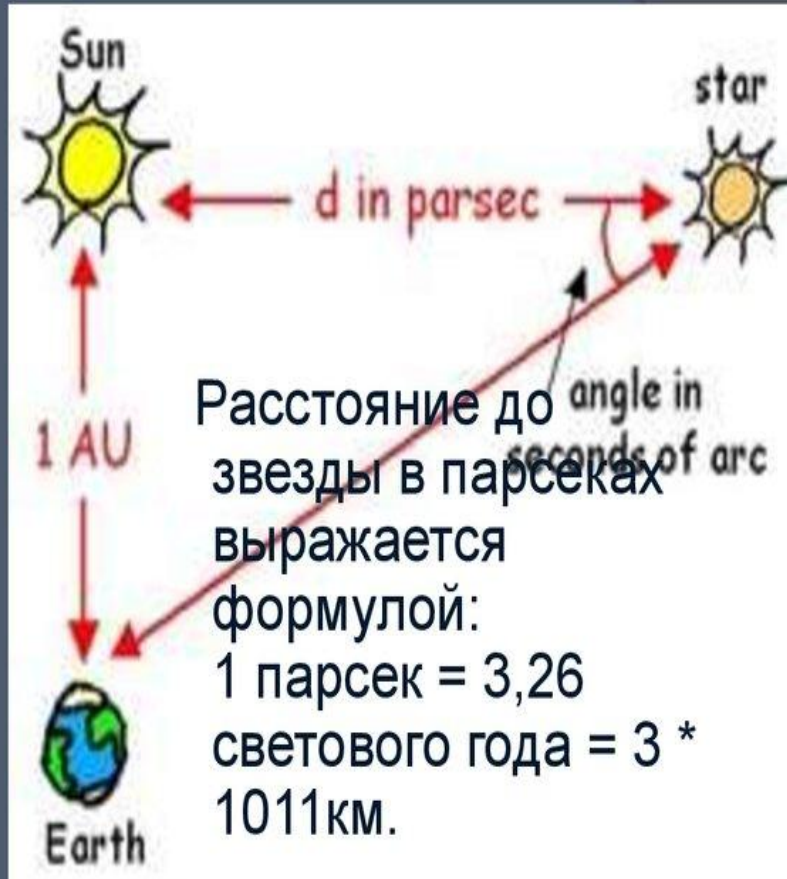 Sun
star
d in parsec
1 AU
angle in
seconds of arc
Расстояние до
звезды в парсеках
выражается
формулой:
1 парсек = 3,26
светового года = 3 *
1011км.
Earth